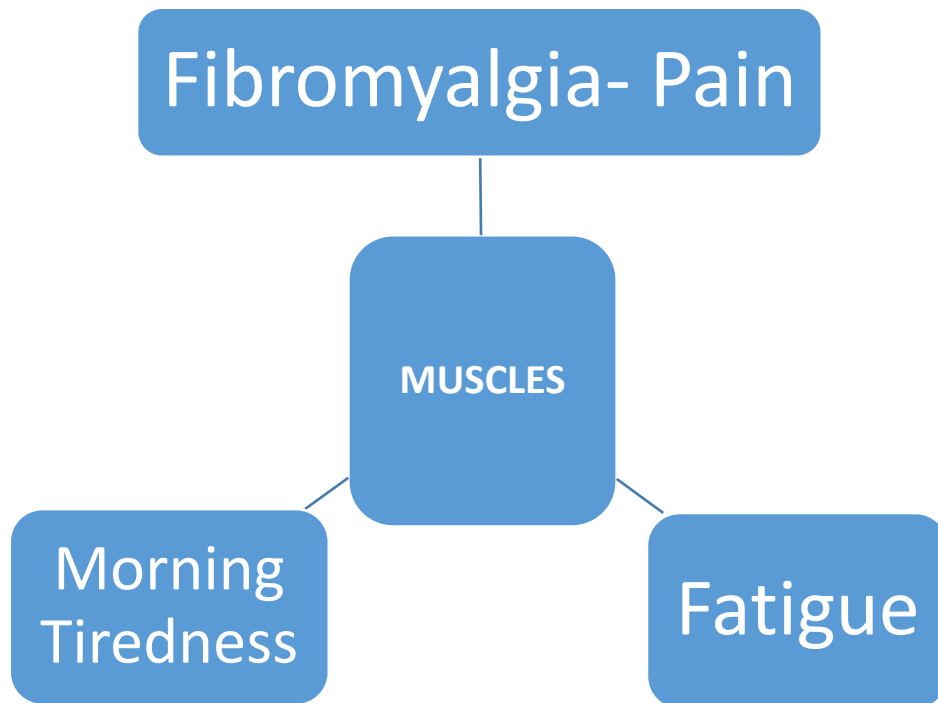 Fibromyalgia- Pain
MUSCLES
Morning
Tiredness
Fatigue